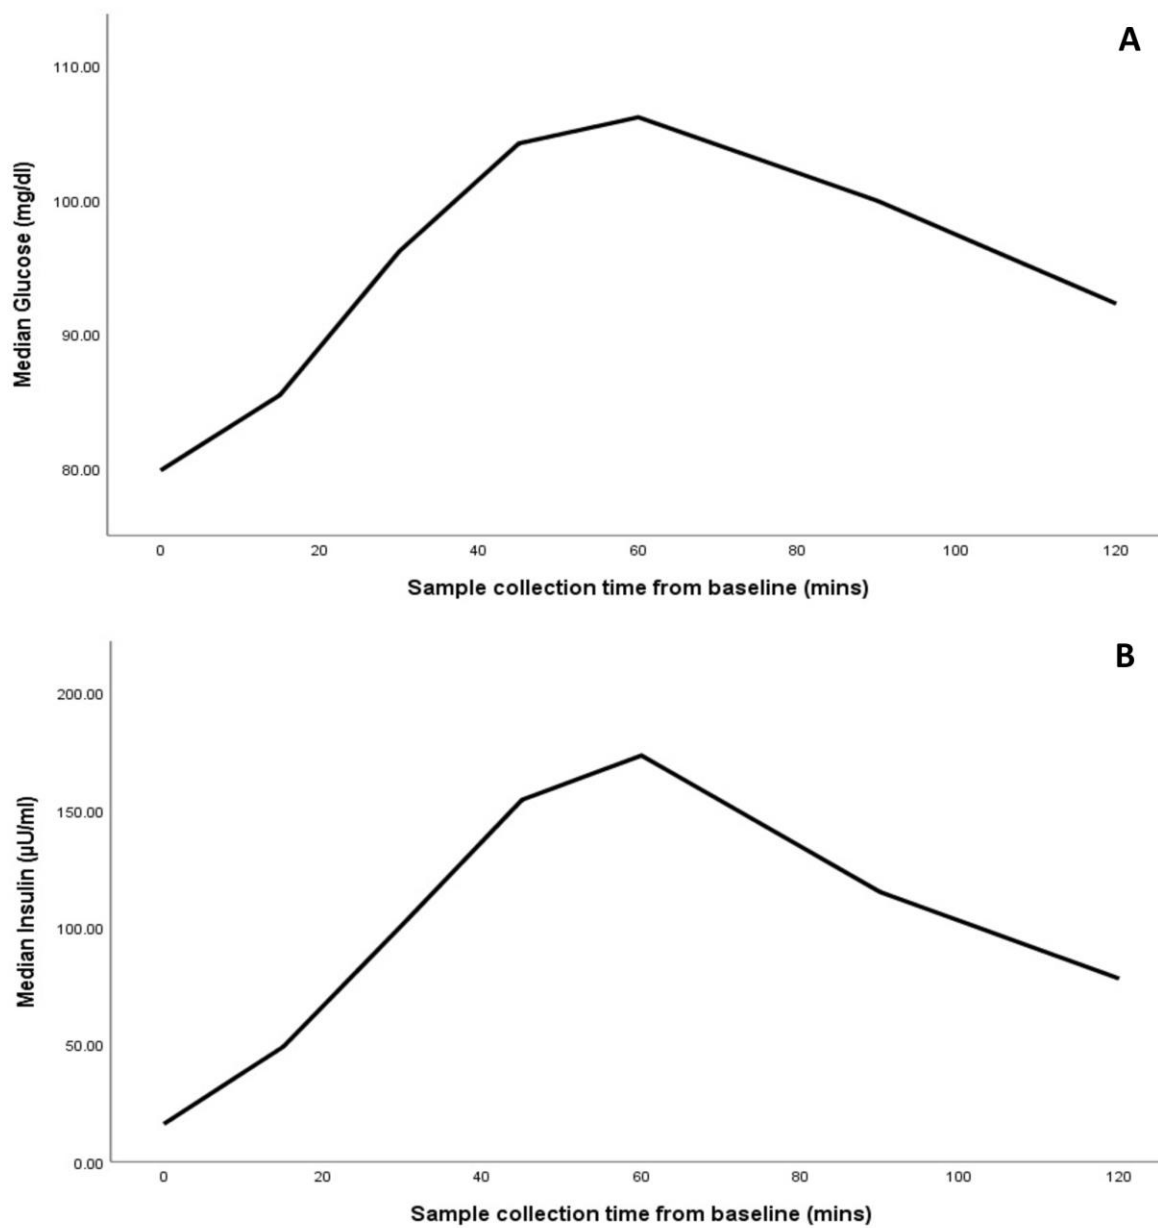 A
110.00
100.00
90.00
80.00
Median Glucose (mg/dl)
0 20 40 60 80 100 120
Sample collection time from baseline (mins)
B
200.00
150.00
100.00
50.00
0.00
Median Insulin (μU/ml)
0 20 40 60 80 100 120
Sample collection time from baseline (mins)